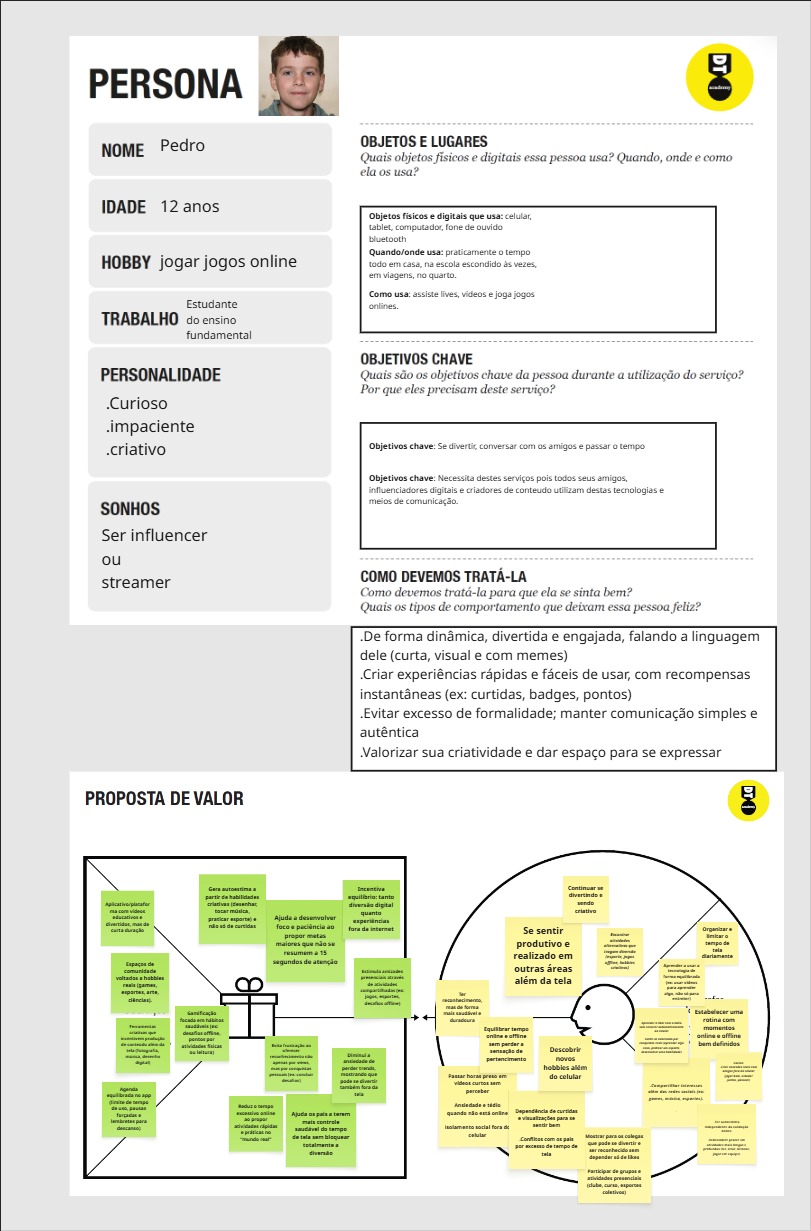 PERSONA
DT
academy
NOME Pedro
IDADE 12 anos
HOBBY jogar jogos online
TRABALHO Estudante
do ensino
fundamental
PERSONALIDADE
.Curioso
.impaciente
.criativo
SONHOS
Ser influencer
ou
streamer
OBJETOS E LUGARES
Quais objetos físicos e digitais essa pessoa usa? Quando, onde e como
ela os usa?
Objetos físicos e digitais que usa: celular,
tablet, computador, fone de ouvido
bluetooth
Quando/onde usa: praticamente o tempo
todo em casa, na escola escondido às vezes,
em viagens, no quarto.
Como usa: assiste lives, vídeos e joga jogos
onlines.
OBJETIVOS CHAVE
Quais são os objetivos chave da pessoa durante a utilização do serviço?
Por que eles precisam deste serviço?
Objetivos chave: Se divertir, conversar com os amigos e passar o tempo
Objetivos chave: Necessita destes serviços pois todos seus amigos,
influenciadores digitais e criadores de conteudo utilizam destas tecnologias e
meios de comunicação.
COMO DEVEMOS TRATÁ-LA
Como devemos tratá-la para que ela se sinta bem?
Quais os tipos de comportamento que deixam essa pessoa feliz?
.De forma dinâmica, divertida e engajada, falando a linguagem
dele (curta, visual e com memes)
.Criar experiências rápidas e fáceis de usar, com recompensas
instantâneas (ex: curtidas, badges, pontos)
.Evitar excesso de formalidade; manter comunicação simples e
autêntica
.Valorizar sua criatividade e dar espaço para se expressar
PROPOSTA DE VALOR
DT
academy
Aplicativo/platafor
ma com vídeos
educativos e
divertidos, mas de
curta duração
Gera autoestima a
partir de habilidades
criativas (desenhar,
tocar música,
praticar esporte) e
não só de curtidas
Ajuda a desenvolver
foco e paciência ao
propor metas
maiores que não se
resumem a 15
segundos de atenção
Incentiva
equilíbrio: tanto
diversão digital
quanto
experiências
fora da internet
Espaços de
comunidade
voltados a hobbies
reais (games,
esportes, arte,
ciências).
Estimula amizades
presenciais através
de atividades
compartilhadas (ex:
jogos, esportes,
desafios offline)
Ferramentas
criativas que
incentivem produção
de conteúdo além da
tela (fotografia,
música, desenho
digital)
Gamificação
focada em hábitos
saudáveis (ex:
desafios offline,
pontos por
atividades físicas
ou leitura)
Evita frustração ao
oferecer
reconhecimento não
apenas por views,
mas por conquistas
pessoais (ex: concluir
desafios)
Diminui a
ansiedade de
perder trends,
mostrando que
pode se divertir
também fora da
tela
Agenda
equilibrada no app
(limite de tempo
de uso, pausas
forçadas e
lembretes para
descanso)
Reduz o tempo
excessivo online
ao propor
atividades rápidas
e práticas no
"mundo real"
Ajuda os pais a terem
mais controle
saudável do tempo
de tela sem bloquear
totalmente a
diversão
Continuar se
divertindo e
sendo
criativo
Se sentir
produtivo e
realizado em
outras áreas
além da tela
Encontrar
atividades
alternativas que
tragam diversão
(esporte, jogos
offline, hobbies
criativos)
Organizar e
limitar o
tempo de
tela
diariamente
Aprender a usar a
tecnologia de
forma equilibrada
(ex: usar vídeos
para aprender
algo, não só para
entreter)
Ter
reconhecimento,
mas de forma
mais saudável e
duradoura
Equilibrar tempo
online e offline
sem perder a
sensação de
pertencimento
Estabelecer uma
rotina com
momentos
online e offline
bem definidos
Descobrir
novos
hobbies além
do celular
Passar horas preso em
vídeos curtos sem
perceber
Ansiedade e tédio
quando não está online
Isolamento social fora do
celular
.Compartilhar interesses
além das redes sociais (ex:
games, música, esportes).
Dependência de curtidas
e visualizações para se
sentir bem
.Conflitos com os pais
por excesso de tempo de
tela
Mostrar para os colegas
que pode se divertir e
ser reconhecido sem
depender só de likes
Participar de grupos e
atividades presenciais
(clube, curso, esportes
coletivos)